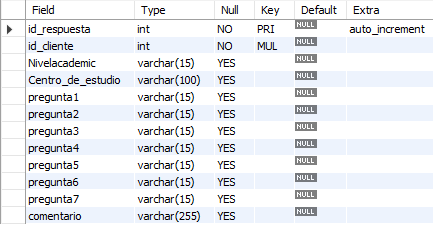 Field Type Null Key Default Extra
id_respuesta int NO PRI NULL auto_increment
id_cliente int NO MUL NULL
Nivelacademic varchar(15) YES NULL
Centro_de_estudio varchar(100) YES NULL
pregunta1 varchar(15) YES NULL
pregunta2 varchar(15) YES NULL
pregunta3 varchar(15) YES NULL
pregunta4 varchar(15) YES NULL
pregunta5 varchar(15) YES NULL
pregunta6 varchar(15) YES NULL
pregunta7 varchar(15) YES NULL
comentario varchar(255) YES NULL